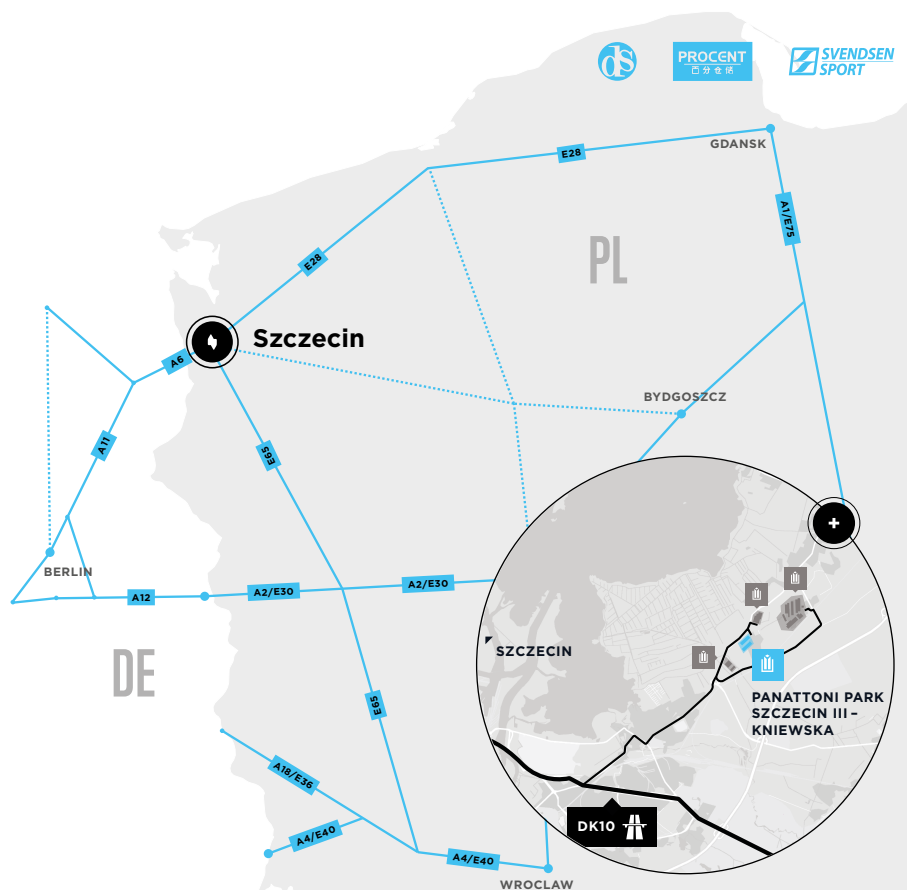 ds
PROCENT
百分仓储
SVENDSEN
SPORT
GDANSK
E28
A1/E75
E28
PL
Szczecin
A6
BYDGOSZCZ
A11
E65
BERLIN
A12
A2/E30
A2/E30
SZCZECIN
DE
PANATTONI PARK
SZCZECIN III –
KNIEWSKA
E65
A18/E36
DK10
A4/E40
A4/E40
WROCLAW